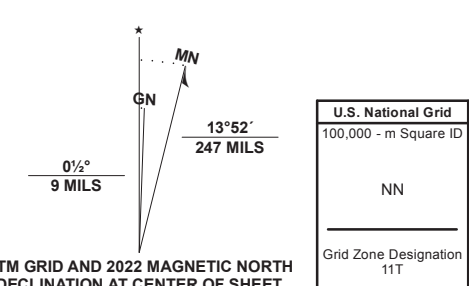 ★
MN
GN
13°52´
247 MILS
0½°
9 MILS
TM GRID AND 2022 MAGNETIC NORTH
DECLINATION AT CENTER OF SHEET
U.S. National Grid
100,000 - m Square ID
NN
Grid Zone Designation
11T